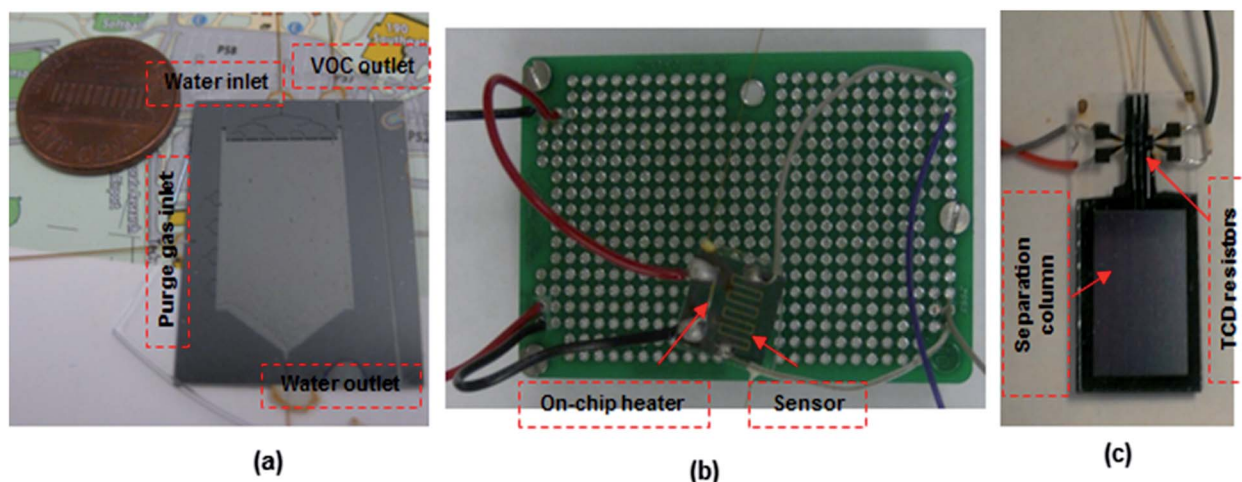 Water inlet
VOC outlet
Purge gas inlet
Water outlet
(a)
On-chip heater
Sensor
(b)
Separation
column
TCD resistors
(c)